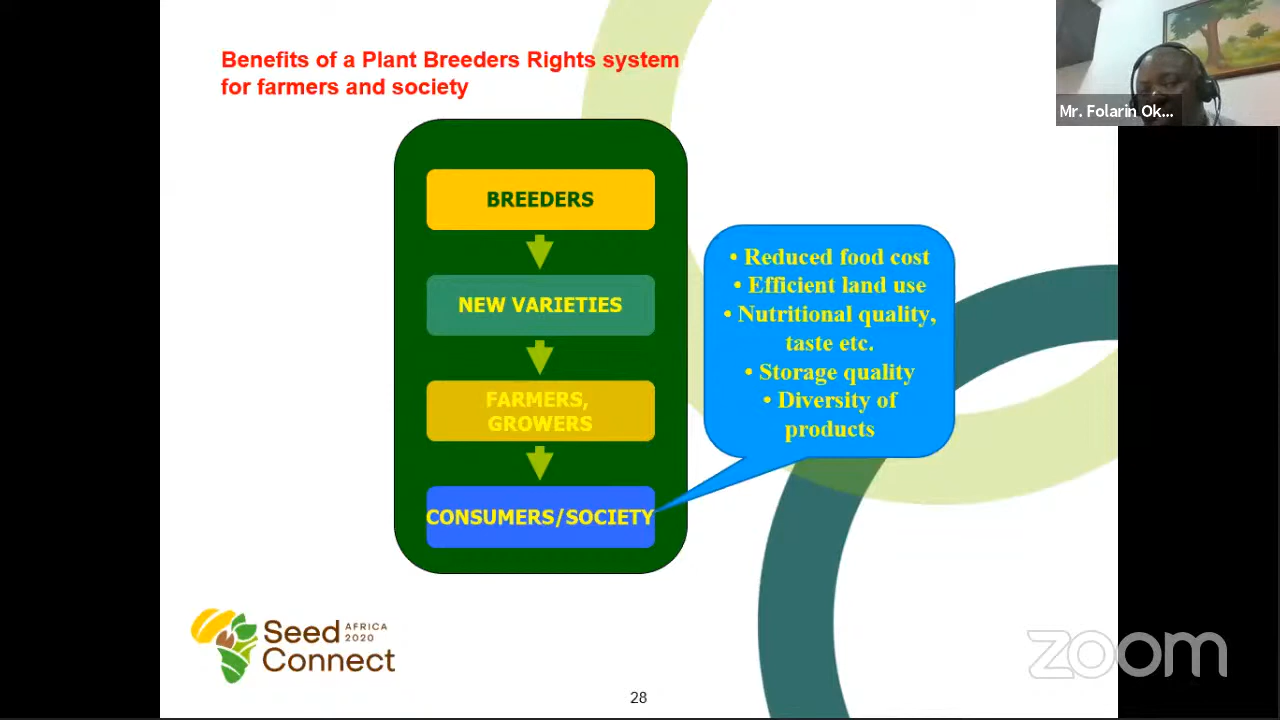 Benefits of a Plant Breeders Rights system
for farmers and society
Mr. Folarin Ok...
BREEDERS
NEW VARIETIES
FARMERS,
GROWERS
CONSUMERS/SOCIETY
• Reduced food cost
• Efficient land use
• Nutritional quality,
taste etc.
• Storage quality
• Diversity of
products
Seed AFRICA
2020
Connect
28
zoom